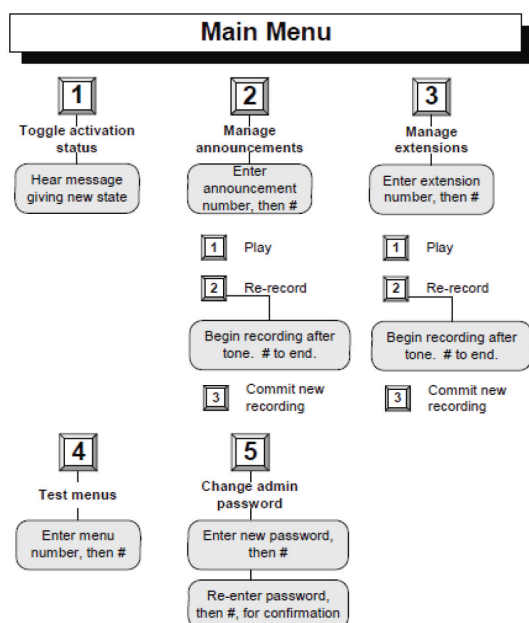 Main Menu
1
Toggle activation
status
Hear message
giving new state
2
Manage
announcements
Enter
announcement
number, then #
1 Play
2 Re-record
Begin recording after
tone. # to end.
3 Commit new
recording
3
Manage
extensions
Enter extension
number, then #
1 Play
2 Re-record
Begin recording after
tone. # to end.
3 Commit new
recording
4
Test menus
Enter menu
number, then #
5
Change admin
password
Enter new password,
then #
Re-enter password,
then #, for confirmation